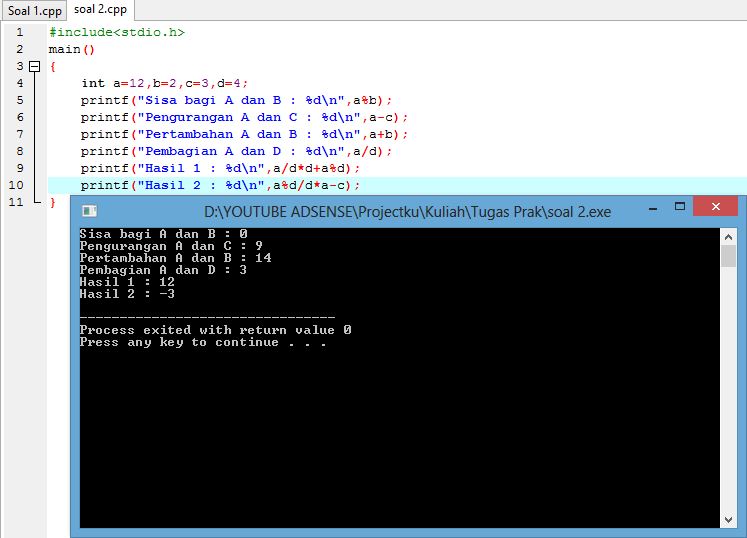 Soal 1.cpp soal 2.cpp
1 #include<stdio.h>
2 main()
3 {
4 int a=12,b=2,c=3,d=4;
5 printf("Sisa bagi A dan B : %d\n",a%b);
6 printf("Pengurangan A dan C : %d\n",a-c);
7 printf("Pertambahan A dan B : %d\n",a+b);
8 printf("Pembagian A dan D : %d\n",a/d);
9 printf("Hasil 1 : %d\n",a/d*d+a%d);
10 printf("Hasil 2 : %d\n",a%d/d*a-c);
11 }
D:\YOUTUBE ADSENSE\Projectku\Kuliah\Tugas Prak\soal 2.exe
Sisa bagi A dan B : 0
Pengurangan A dan C : 9
Pertambahan A dan B : 14
Pembagian A dan D : 3
Hasil 1 : 12
Hasil 2 : -3
--------------------------------
Process exited with return value 0
Press any key to continue . . .